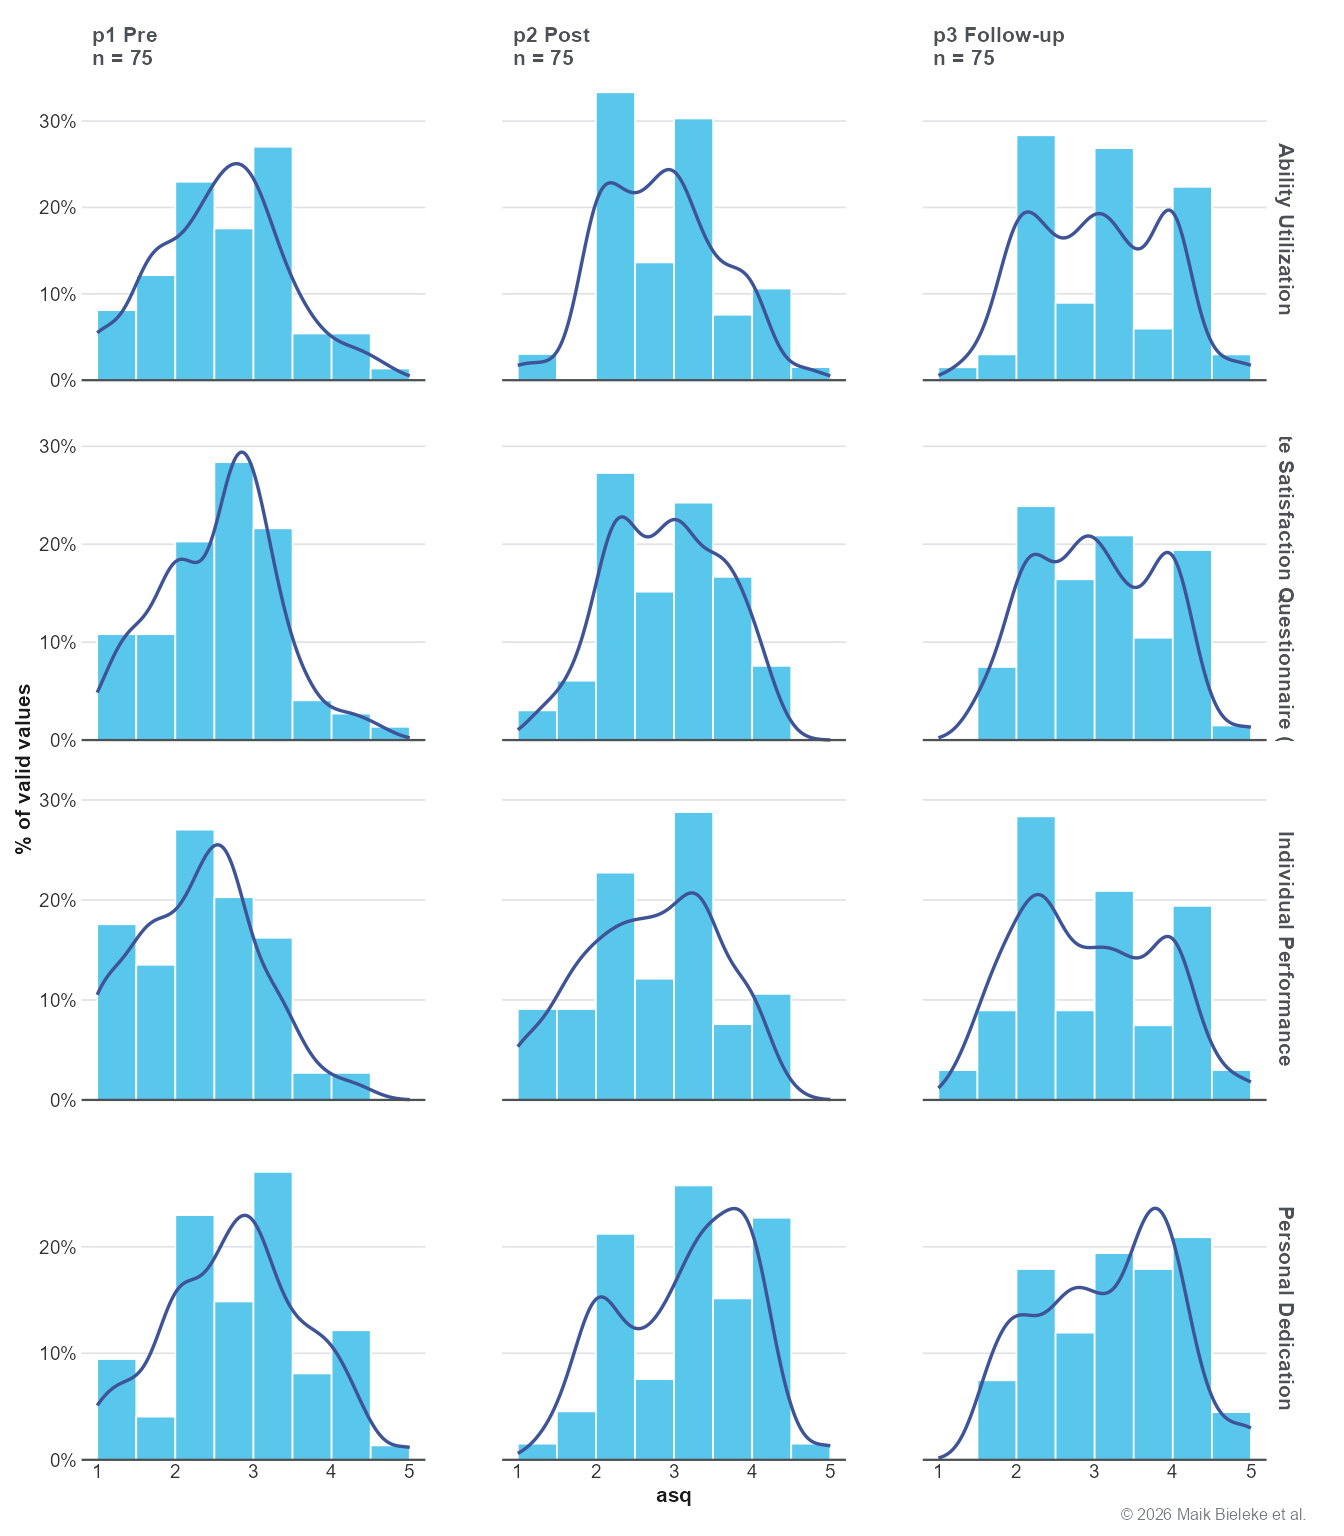 p1 Pre
n = 75
p2 Post
n = 75
p3 Follow-up
n = 75
30%
20%
10%
0%
Ability Utilization
30%
20%
10%
0%
te Satisfaction Questionnaire (
30%
20%
10%
0%
Individual Performance
20%
10%
0%
Personal Dedication
% of valid values
1 2 3 4 5
1 2 3 4 5
1 2 3 4 5
asq
© 2026 Maik Bieleke et al.